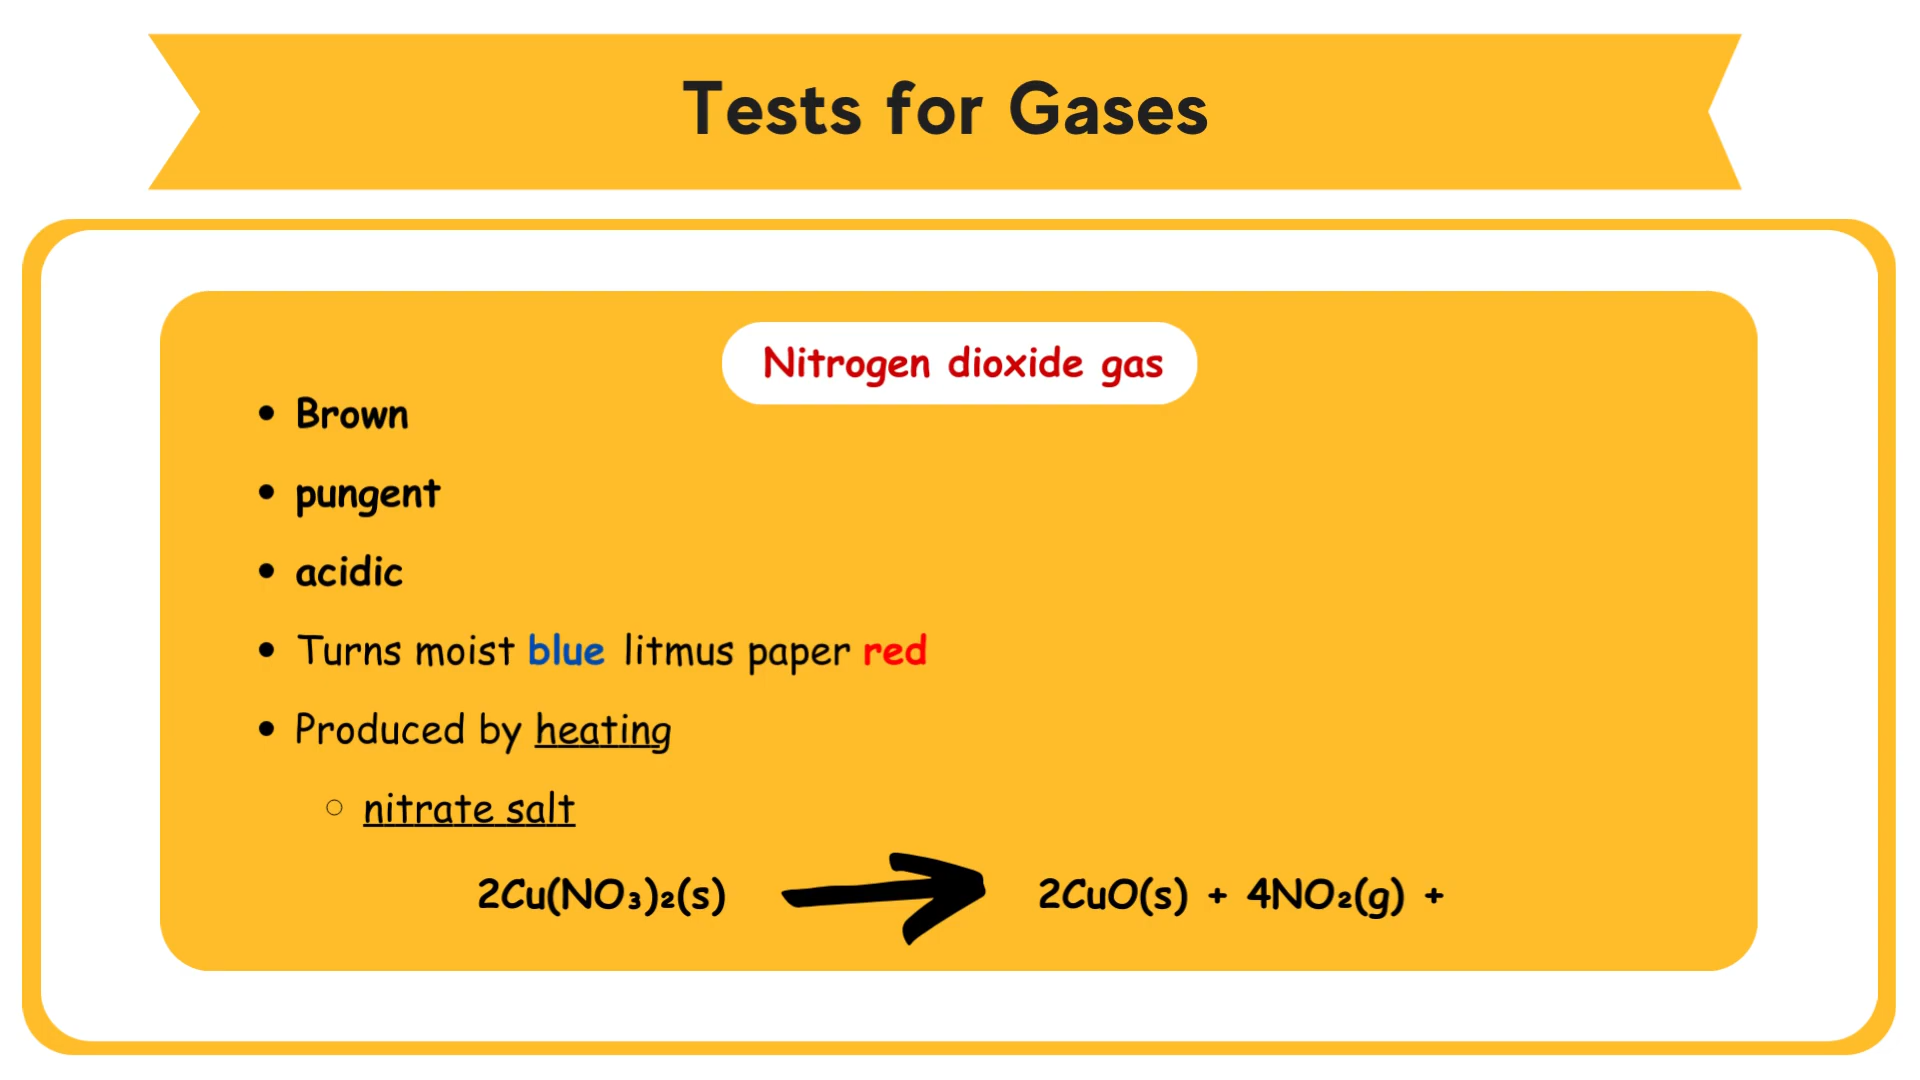 Tests for Gases
Nitrogen dioxide gas
• Brown
• pungent
• acidic
• Turns moist blue litmus paper red
• Produced by heating
○ nitrate salt
2Cu(NO₃)₂(s) → 2CuO(s) + 4NO₂(g) +